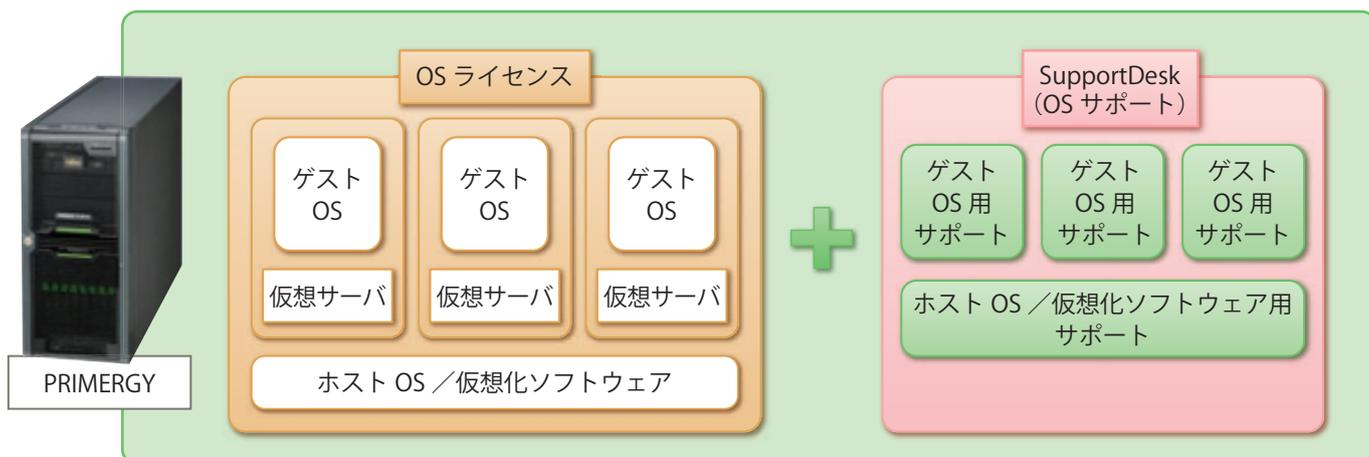 OS ライセンス
ゲスト
OS
仮想サーバ
ゲスト
OS
仮想サーバ
ゲスト
OS
仮想サーバ
ホスト OS ／仮想化ソフトウェア
PRIMERGY
SupportDesk
（OS サポート）
ゲスト
OS 用
サポート
ゲスト
OS 用
サポート
ゲスト
OS 用
サポート
ホスト OS ／仮想化ソフトウェア用
サポート